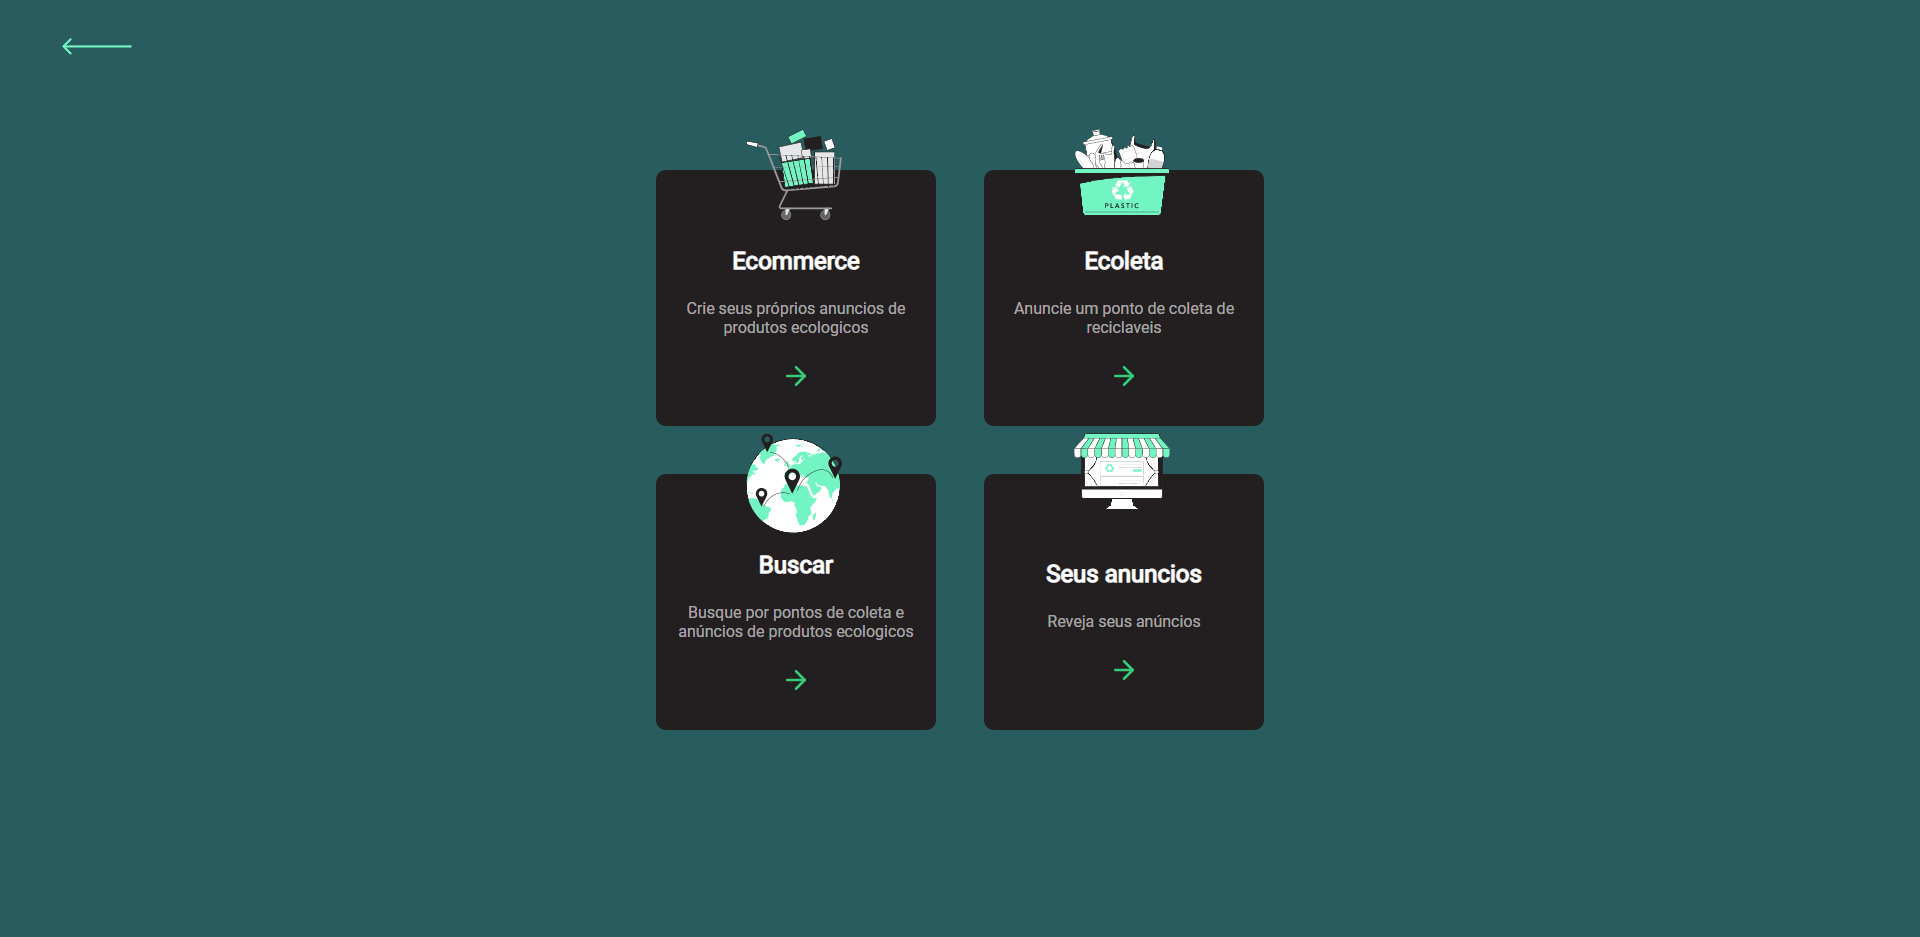 PLASTIC
Ecommerce
Crie seus próprios anuncios de
produtos ecologicos
Ecoleta
Anuncie um ponto de coleta de
reciclaveis
Buscar
Busque por pontos de coleta e
anúncios de produtos ecologicos
Seus anuncios
Reveja seus anúncios